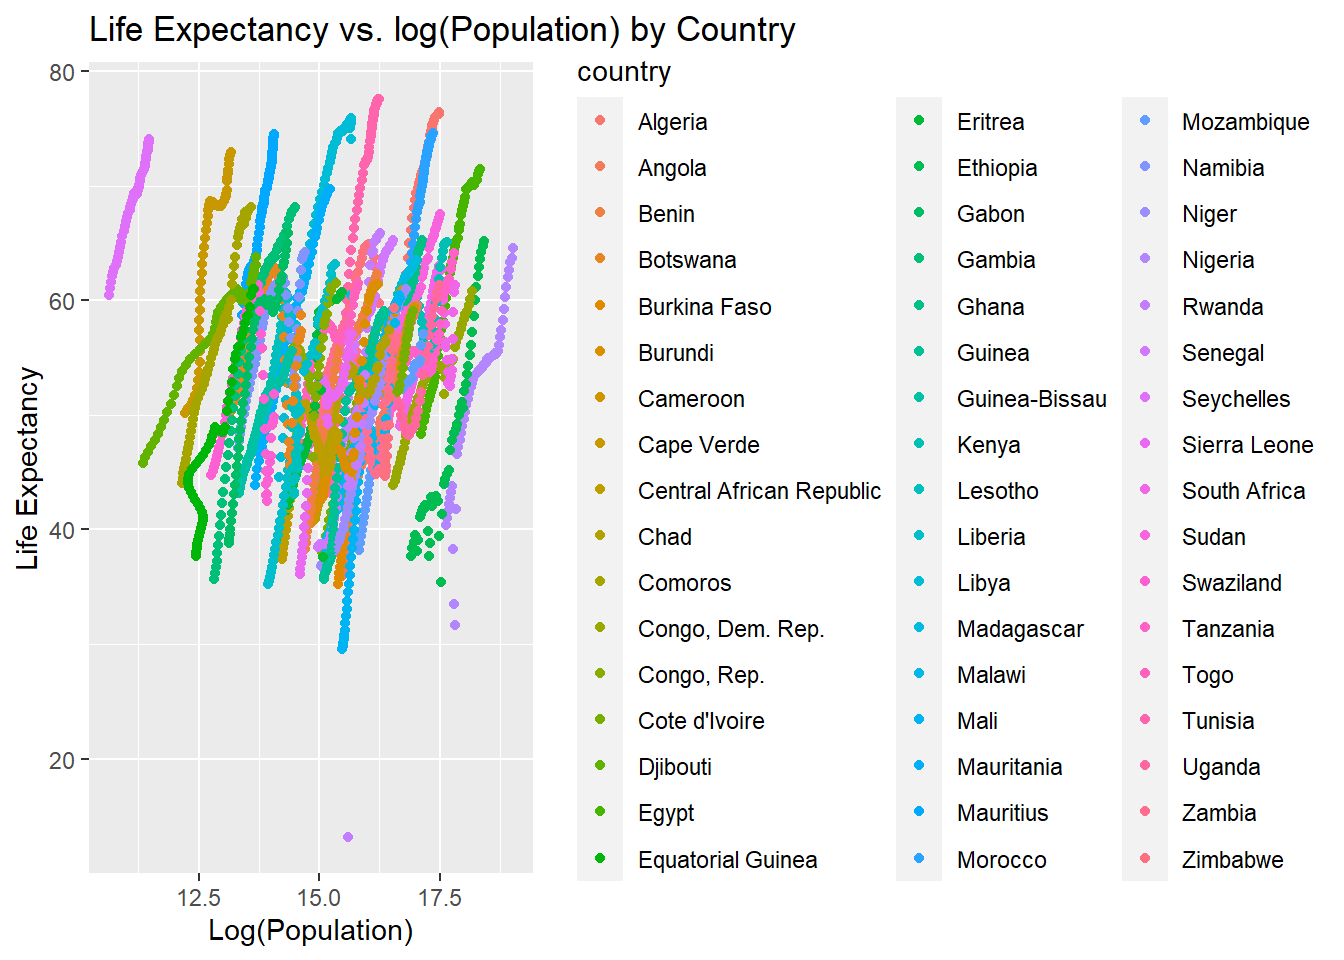 Life Expectancy vs. log(Population) by Country
80
60
40
20
Life Expectancy
12.5
15.0
17.5
Log(Population)
country
Algeria
Angola
Benin
Botswana
Burkina Faso
Burundi
Cameroon
Cape Verde
Central African Republic
Chad
Comoros
Congo, Dem. Rep.
Congo, Rep.
Cote d'Ivoire
Djibouti
Egypt
Equatorial Guinea
Eritrea
Ethiopia
Gabon
Gambia
Ghana
Guinea
Guinea-Bissau
Kenya
Lesotho
Liberia
Libya
Madagascar
Malawi
Mali
Mauritania
Mauritius
Morocco
Mozambique
Namibia
Niger
Nigeria
Rwanda
Senegal
Seychelles
Sierra Leone
South Africa
Sudan
Swaziland
Tanzania
Togo
Tunisia
Uganda
Zambia
Zimbabwe